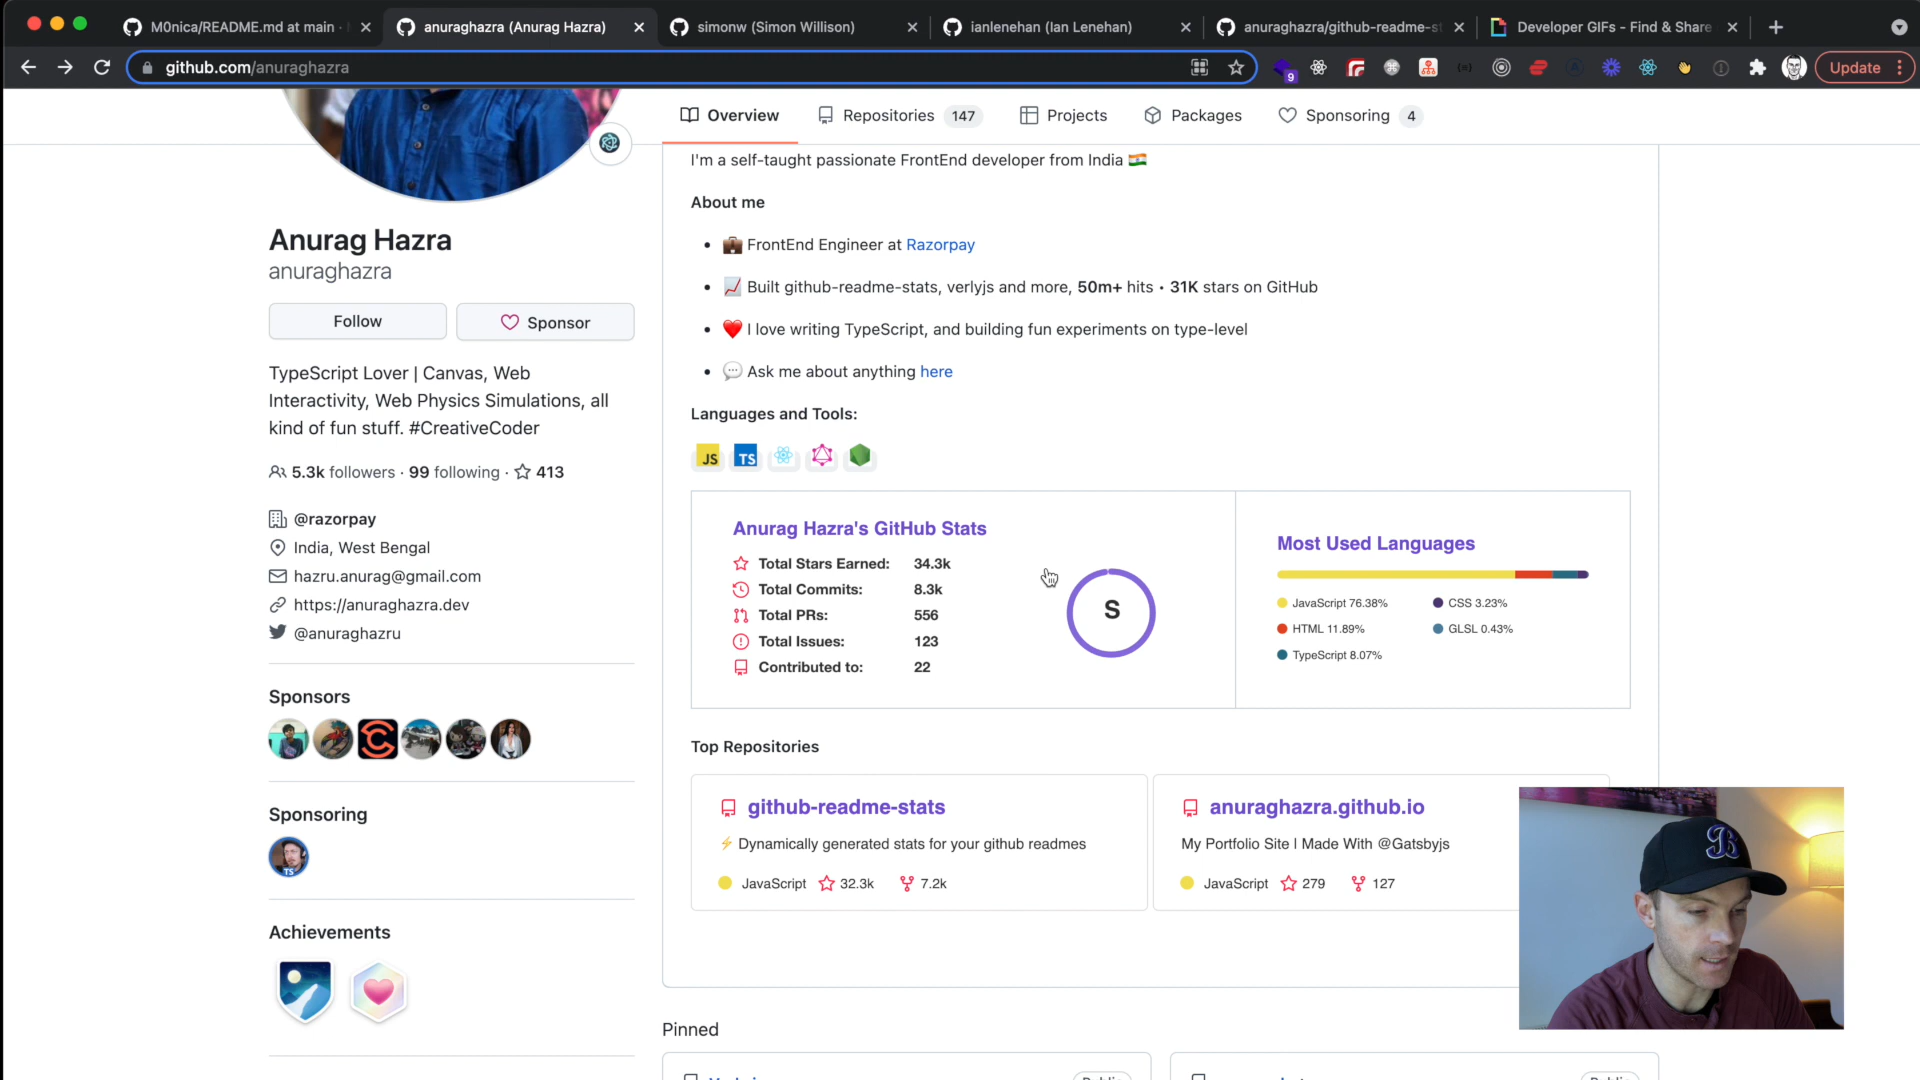 M0nica/README.md at main ·
anuraghazra (Anurag Hazra)
simonw (Simon Willison)
ianlenehan (Ian Lenehan)
anuraghazra/github-readme-st
Developer GIFs - Find & Share
github.com/anuraghazra
9
Update
Overview
Repositories 147
Projects
Packages
Sponsoring 4
Anurag Hazra
anuraghazra
Follow
Sponsor
TypeScript Lover | Canvas, Web
Interactivity, Web Physics Simulations, all
kind of fun stuff. #CreativeCoder
5.3k followers · 99 following · 413
@razorpay
India, West Bengal
hazru.anurag@gmail.com
https://anuraghazra.dev
@anuraghazru
Sponsors
Sponsoring
TS
Achievements
I'm a self-taught passionate FrontEnd developer from India 🇮🇳
About me
• 💼 FrontEnd Engineer at Razorpay
• 📈 Built github-readme-stats, verlyjs and more, 50m+ hits • 31K stars on GitHub
• ❤️ I love writing TypeScript, and building fun experiments on type-level
• 💬 Ask me about anything here
Languages and Tools:
JS TS
Anurag Hazra's GitHub Stats
Total Stars Earned: 34.3k
Total Commits: 8.3k
Total PRs: 556
Total Issues: 123
Contributed to: 22
S
Most Used Languages
JavaScript 76.38%
CSS 3.23%
HTML 11.89%
GLSL 0.43%
TypeScript 8.07%
Top Repositories
github-readme-stats
⚡ Dynamically generated stats for your github readmes
JavaScript 32.3k 7.2k
anuraghazra.github.io
My Portfolio Site | Made With @Gatsbyjs
JavaScript 279 127
B
Pinned